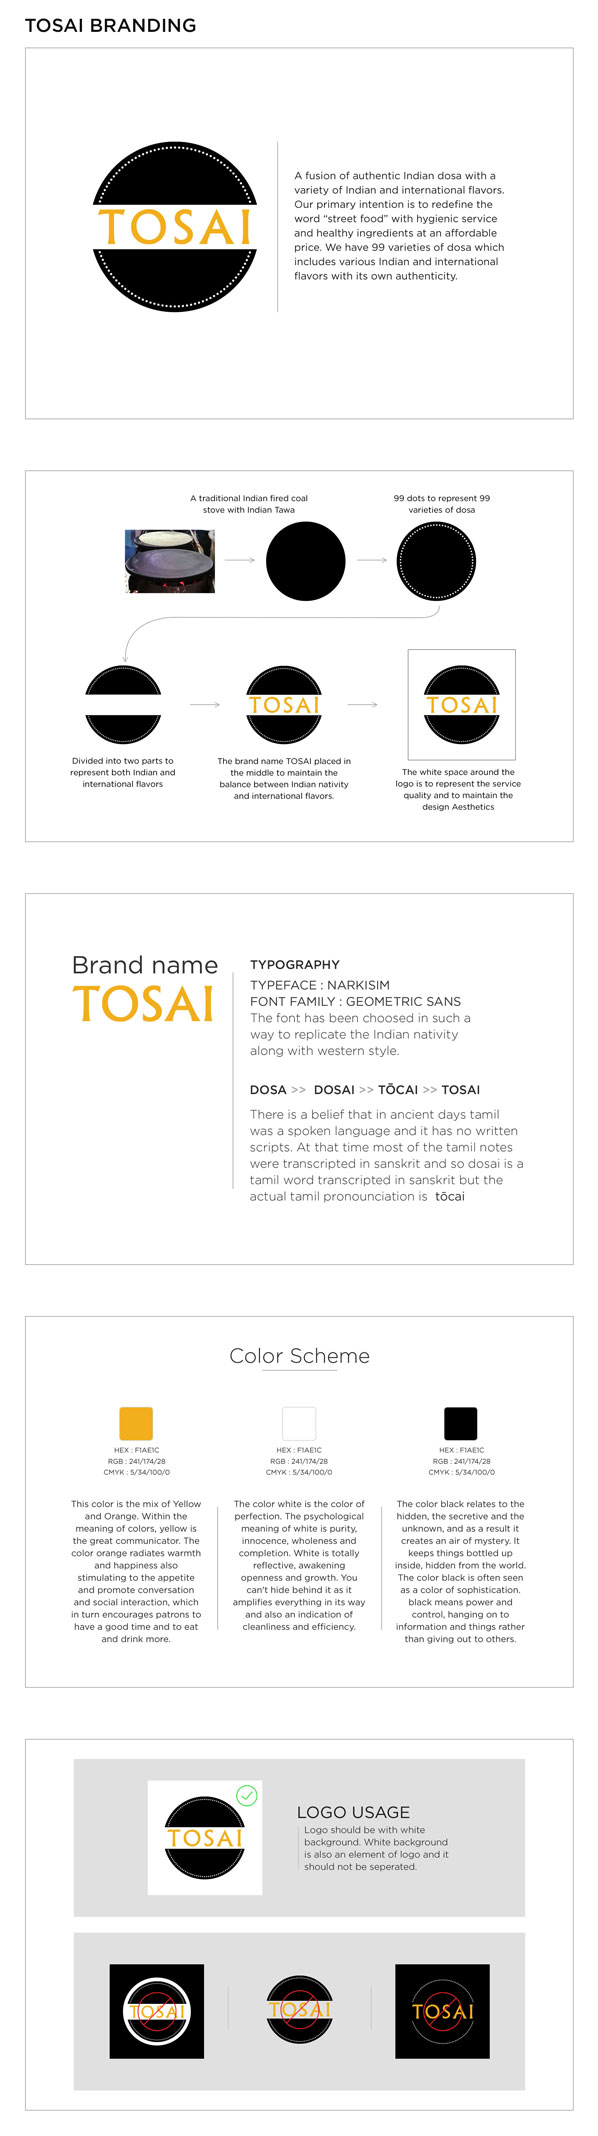 TOSAI BRANDING
TOSAI
A fusion of authentic Indian dosa with a
variety of Indian and international flavors.
Our primary intention is to redefine the
word “street food” with hygienic service
and healthy ingredients at an affordable
price. We have 99 varieties of dosa which
includes various Indian and international
flavors with its own authenticity.
A traditional Indian fired coal
stove with Indian Tawa
99 dots to represent 99
varieties of dosa
TOSAI
TOSAI
Divided into two parts to
represent both Indian and
international flavors
The brand name TOSAI placed in
the middle to maintain the
balance between Indian nativity
and international flavors.
The white space around the
logo is to represent the service
quality and to maintain the
design Aesthetics
Brand name
TOSAI
TYPOGRAPHY
TYPEFACE : NARKISIM
FONT FAMILY : GEOMETRIC SANS
The font has been choosed in such a
way to replicate the Indian nativity
along with western style.
DOSA >> DOSAI >> TŌCAI >> TOSAI
There is a belief that in ancient days tamil
was a spoken language and it has no written
scripts. At that time most of the tamil notes
were transcripted in sanskrit and so dosai is a
tamil word transcripted in sanskrit but the
actual tamil pronounciation is tōcai
Color Scheme
HEX : F1AE1C
RGB : 241/174/28
CMYK : 5/34/100/0
This color is the mix of Yellow
and Orange. Within the
meaning of colors, yellow is
the great communicator. The
color orange radiates warmth
and happiness also
stimulating to the appetite
and promote conversation
and social interaction, which
in turn encourages patrons to
have a good time and to eat
and drink more.
HEX : F1AE1C
RGB : 241/174/28
CMYK : 5/34/100/0
The color white is the color of
perfection. The psychological
meaning of white is purity,
innocence, wholeness and
completion. White is totally
reflective, awakening
openness and growth. You
can't hide behind it as it
amplifies everything in its way
and also an indication of
cleanliness and efficiency.
HEX : F1AE1C
RGB : 241/174/28
CMYK : 5/34/100/0
The color black relates to the
hidden, the secretive and the
unknown, and as a result it
creates an air of mystery. It
keeps things bottled up
inside, hidden from the world.
The color black is often seen
as a color of sophistication.
black means power and
control, hanging on to
information and things rather
than giving out to others.
TOSAI
LOGO USAGE
Logo should be with white
background. White background
is also an element of logo and it
should not be seperated.
TOSAI
TOSAI
TOSAI